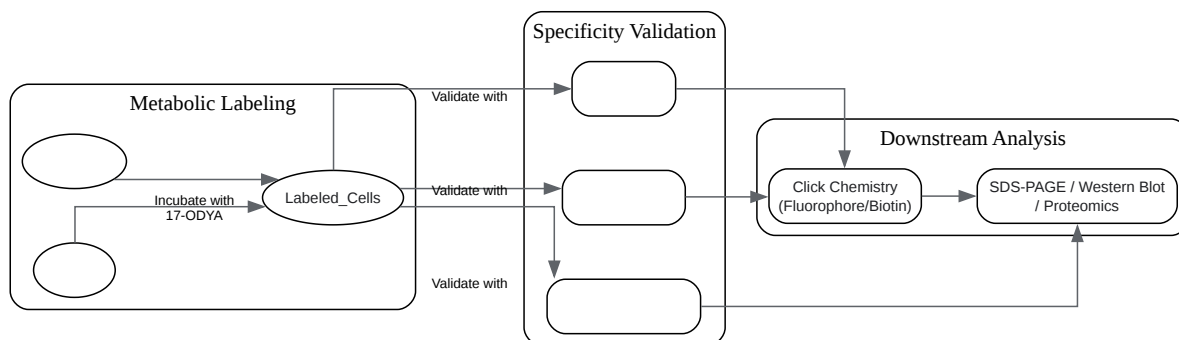 Metabolic Labeling
Incubate with
17-ODYA
Labeled_Cells
Validate with
Validate with
Validate with
Specificity Validation
Downstream Analysis
Click Chemistry
(Fluorophore/Biotin)
SDS-PAGE / Western Blot
/ Proteomics